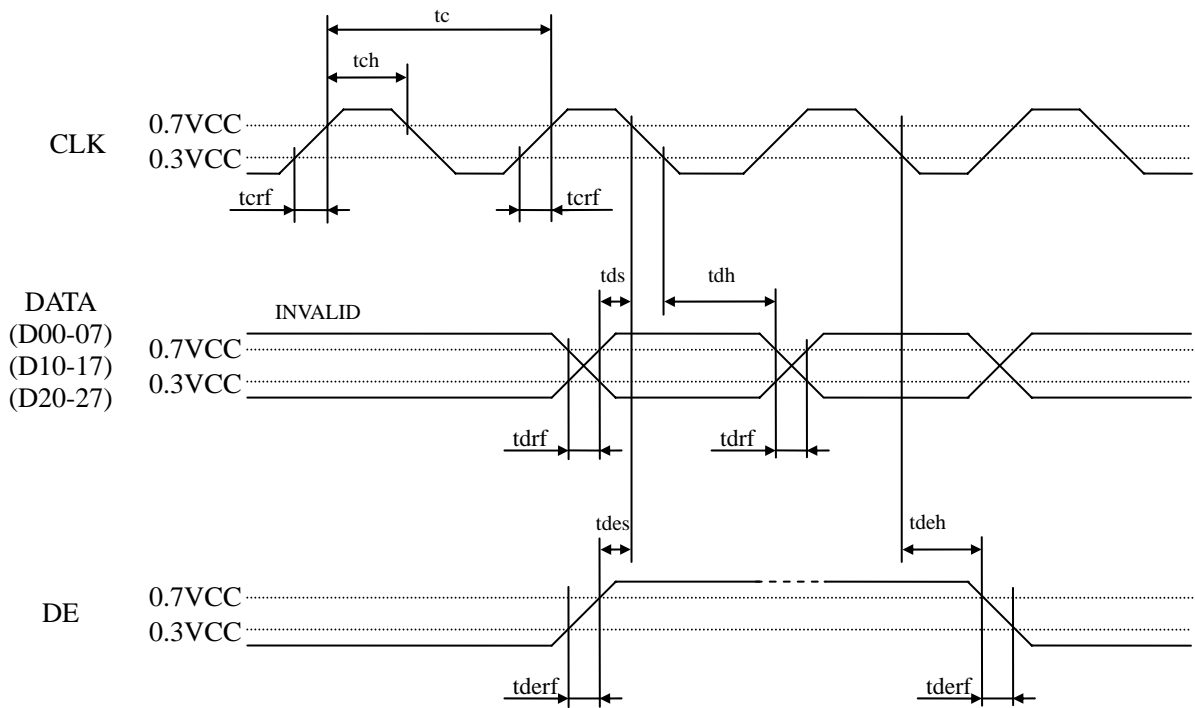 tc
tch
CLK
0.7VCC
0.3VCC
tcrf
tcrf
tds
tdh
DATA
(D00-07)
(D10-17)
(D20-27)
INVALID
0.7VCC
0.3VCC
tdrf
tdrf
tdes
tdeh
DE
0.7VCC
0.3VCC
tderf
tderf